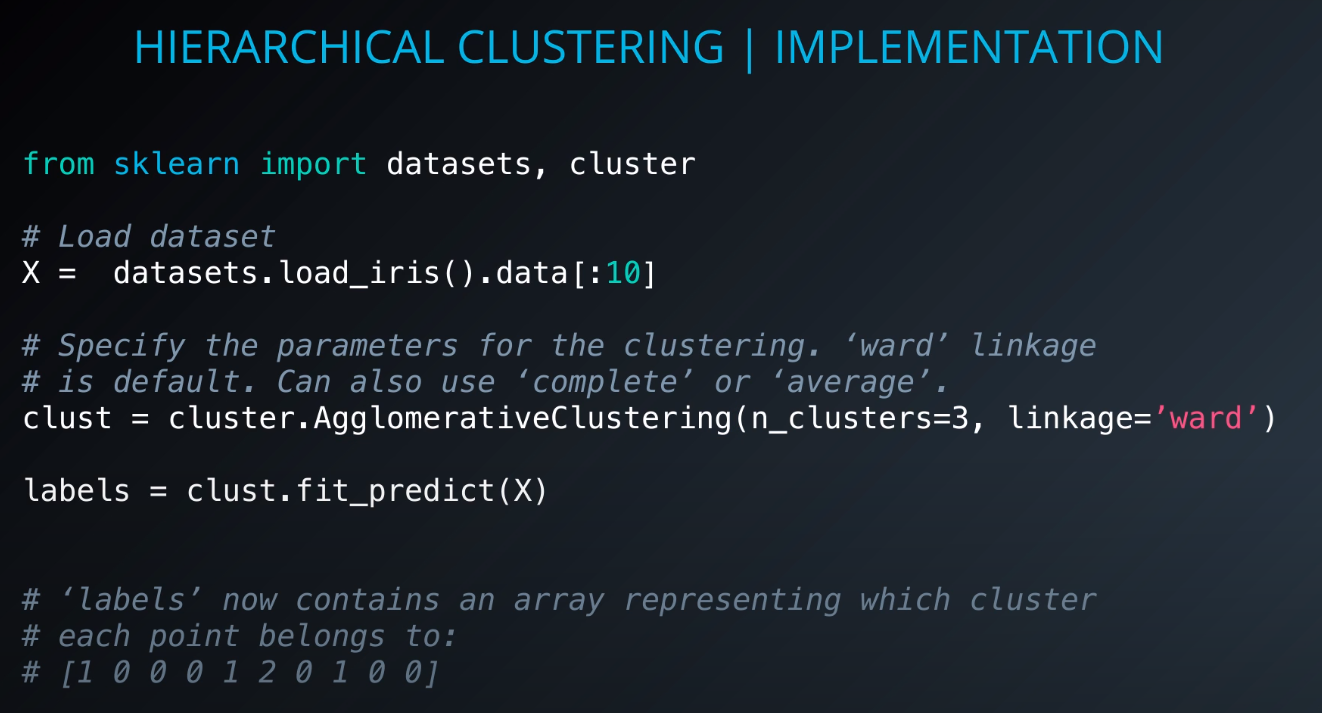 HIERARCHICAL CLUSTERING | IMPLEMENTATION
from sklearn import datasets, cluster
# Load dataset
X =  datasets.load_iris().data[:10]
# Specify the parameters for the clustering. ‘ward’ linkage
# is default. Can also use ‘complete’ or ‘average’.
clust = cluster.AgglomerativeClustering(n_clusters=3, linkage=’ward’)
labels = clust.fit_predict(X)
# ‘labels’ now contains an array representing which cluster
# each point belongs to:
# [1 0 0 0 1 2 0 1 0 0]